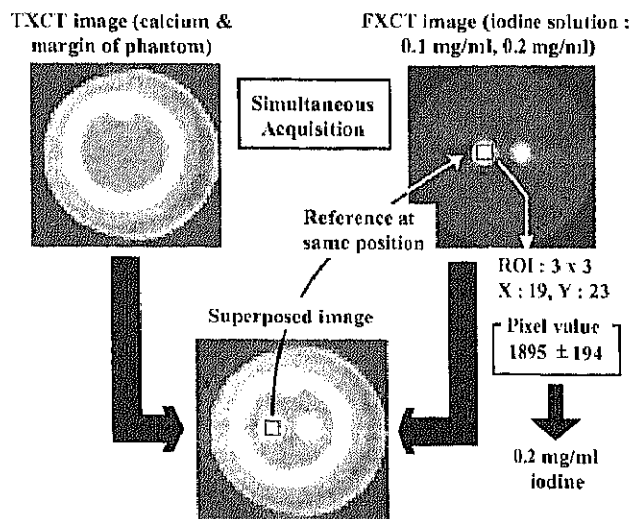 TXCT image (calcium &
margin of phantom)
FXCT image (iodine solution :
0.1 mg/ml, 0.2 mg/ml)
Simultaneous
Acquisition
Reference at
same position
ROI : 3 x 3
X : 19, Y : 23
Pixel value
1895 ± 194
Superposed image
0.2 mg/ml
iodine